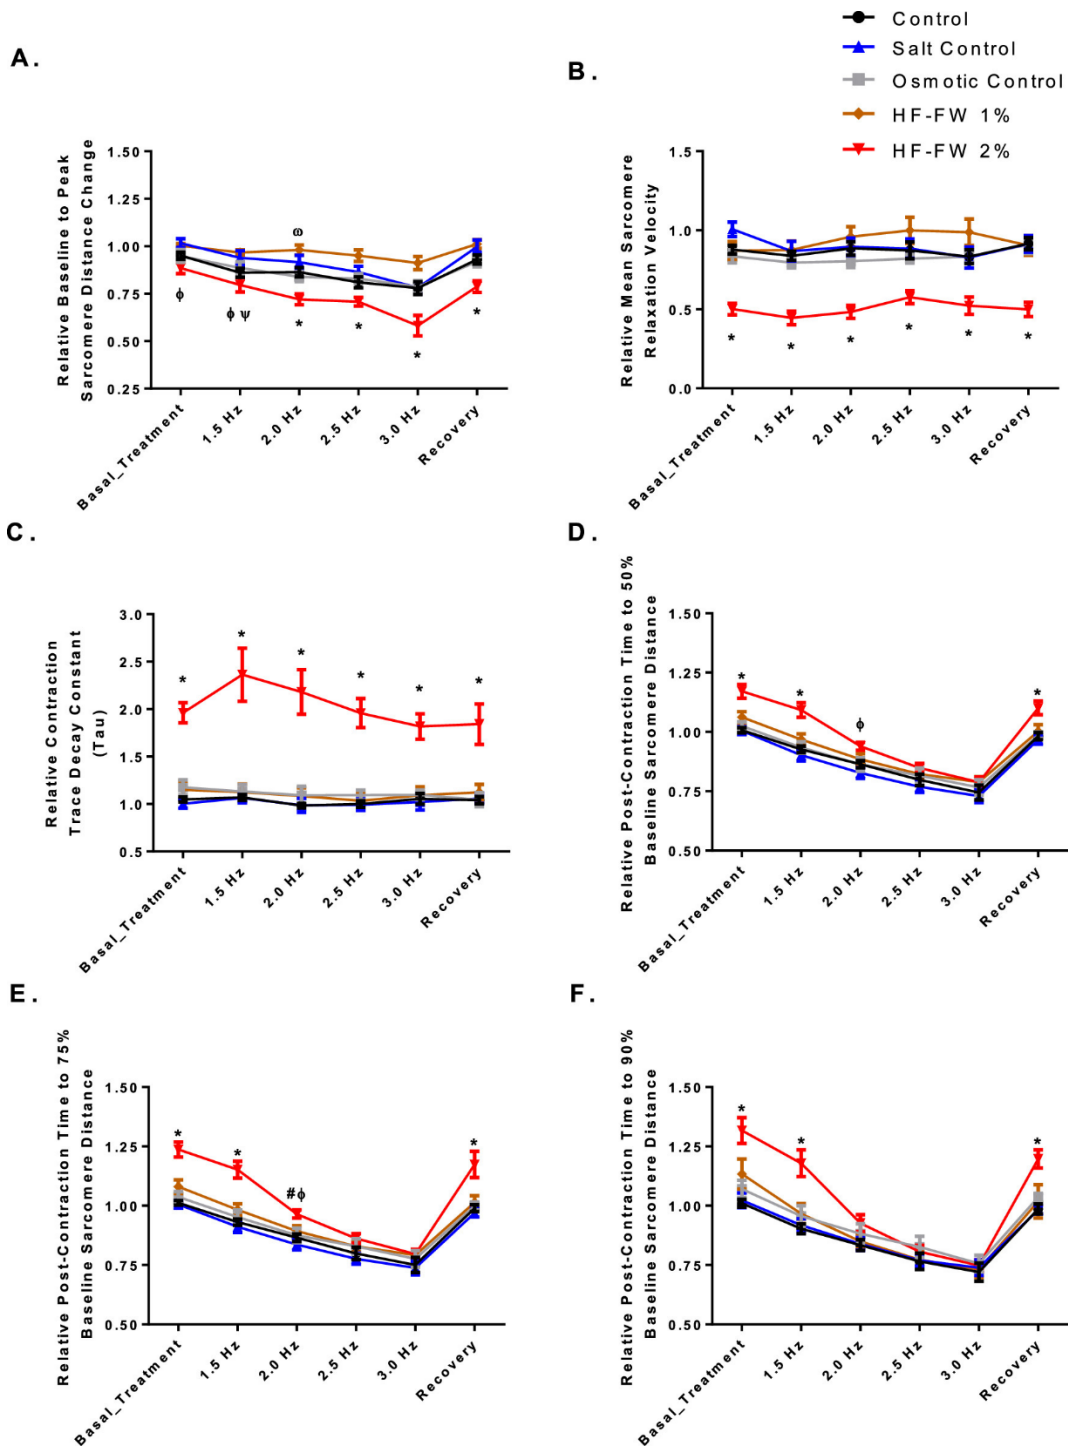 Control
Salt Control
Osmotic Control
HF-FW 1%
HF-FW 2%
A.
Relative Baseline to Peak
Sarcomere Distance Change
1.50
1.25
1.00
0.75
0.50
0.25
ω
ϕ
ϕ ψ
*
*
*
*
Basal_Treatment
1.5 Hz
2.0 Hz
2.5 Hz
3.0 Hz
Recovery
B.
Relative Mean Sarcomere
Relaxation Velocity
1.5
1.0
0.5
0.0
*
*
*
*
*
*
Basal_Treatment
1.5 Hz
2.0 Hz
2.5 Hz
3.0 Hz
Recovery
C.
Relative Contraction
Trace Decay Constant
(Tau)
3.0
2.5
2.0
1.5
1.0
0.5
*
*
*
*
*
*
Basal_Treatment
1.5 Hz
2.0 Hz
2.5 Hz
3.0 Hz
Recovery
D.
Relative Post-Contraction Time to 50%
Baseline Sarcomere Distance
1.50
1.25
1.00
0.75
0.50
*
*
ϕ
*
Basal_Treatment
1.5 Hz
2.0 Hz
2.5 Hz
3.0 Hz
Recovery
E.
Relative Post-Contraction Time to 75%
Baseline Sarcomere Distance
1.50
1.25
1.00
0.75
0.50
*
*
#ϕ
*
Basal_Treatment
1.5 Hz
2.0 Hz
2.5 Hz
3.0 Hz
Recovery
F.
Relative Post-Contraction Time to 90%
Baseline Sarcomere Distance
1.50
1.25
1.00
0.75
0.50
*
*
*
Basal_Treatment
1.5 Hz
2.0 Hz
2.5 Hz
3.0 Hz
Recovery